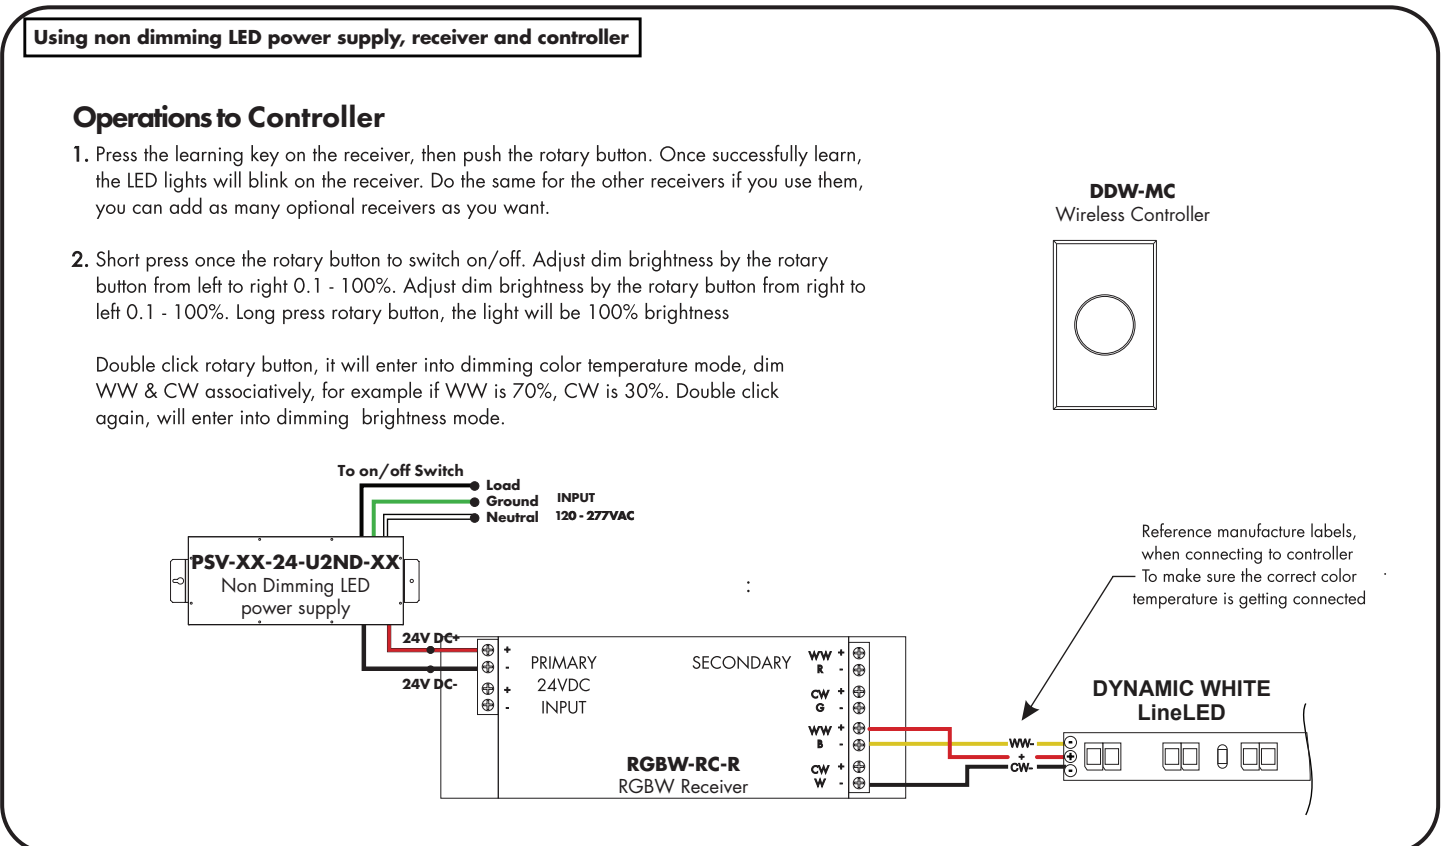 Using non dimming LED power supply, receiver and controller
Operations to Controller
1. Press the learning key on the receiver, then push the rotary button. Once successfully learn,
the LED lights will blink on the receiver. Do the same for the other receivers if you use them,
you can add as many optional receivers as you want.
2. Short press once the rotary button to switch on/off. Adjust dim brightness by the rotary
button from left to right 0.1 - 100%. Adjust dim brightness by the rotary button from right to
left 0.1 - 100%. Long press rotary button, the light will be 100% brightness
Double click rotary button, it will enter into dimming color temperature mode, dim
WW & CW associatively, for example if WW is 70%, CW is 30%. Double click
again, will enter into dimming brightness mode.
DDW-MC
Wireless Controller
To on/off Switch
Load
Ground
Neutral
INPUT
120 - 277VAC
PSV-XX-24-U2ND-XX
Non Dimming LED
power supply
:
24V DC+
24V DC-
+
-
+
-
PRIMARY
24VDC
INPUT
SECONDARY
WW +
R -
CW +
G -
WW +
B -
CW +
W -
RGBW-RC-R
RGBW Receiver
Reference manufacture labels,
when connecting to controller
To make sure the correct color
temperature is getting connected
DYNAMIC WHITE
LineLED
WW- -
+ +
CW- -